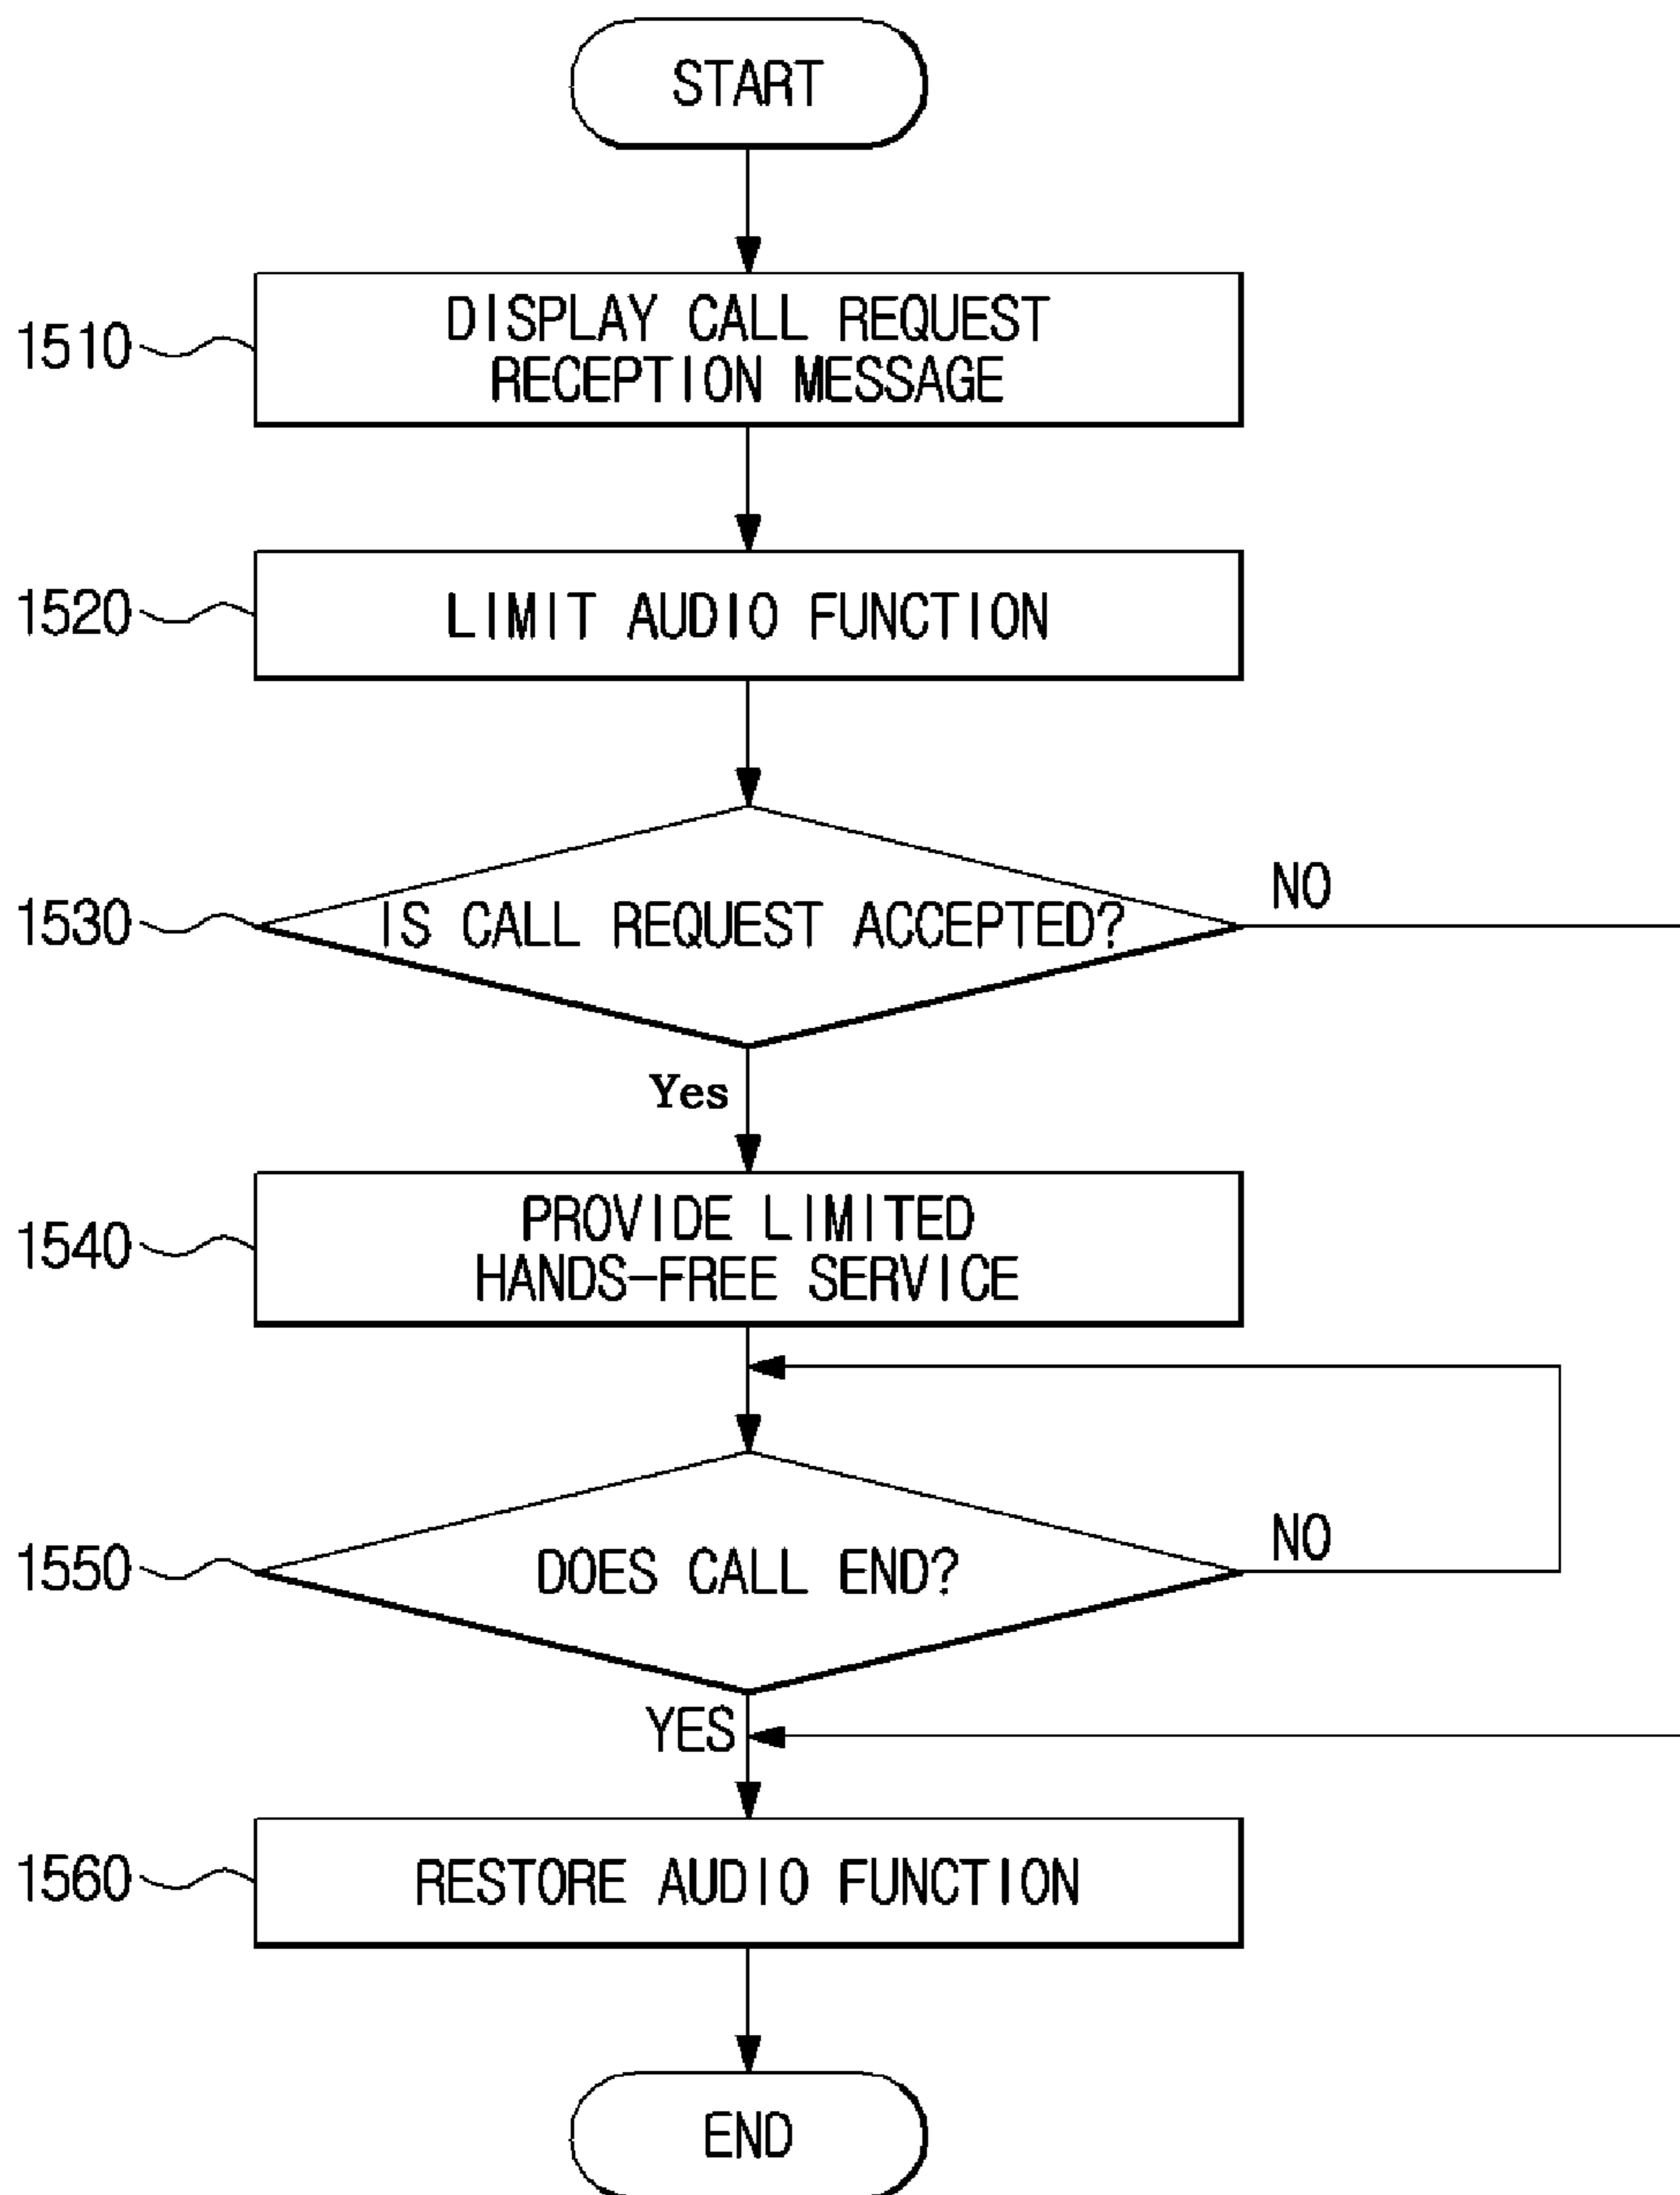 START
1510
DISPLAY CALL REQUEST
RECEPTION MESSAGE
1520
LIMIT AUDIO FUNCTION
1530
IS CALL REQUEST ACCEPTED?
NO
Yes
1540
PROVIDE LIMITED
HANDS-FREE SERVICE
1550
DOES CALL END?
NO
YES
1560
RESTORE AUDIO FUNCTION
END